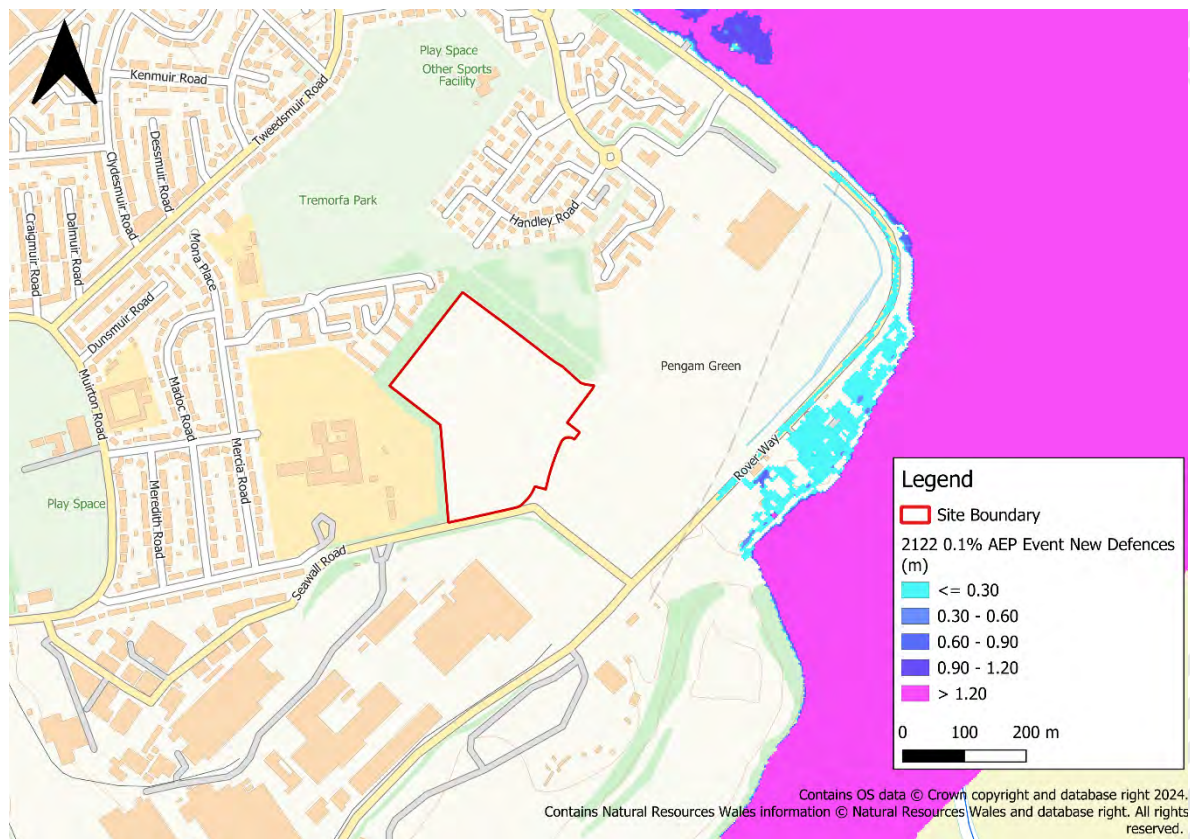 Play Space
Other Sports
Facility
Kenmuir Road
Tweedsmuir Road
Dessmuir Road
Clydesmuir Road
Tremorfa Park
Craigmuir Road
Dalmuir Road
Mona Place
Handley Road
Dunsmuir Road
Muirton Road
Madoc Road
Mercia Road
Meredith Road
Play Space
Pengam Green
Rover Way
Seawall Road
Legend
Site Boundary
2122 0.1% AEP Event New Defences
(m)
<= 0.30
0.30 - 0.60
0.60 - 0.90
0.90 - 1.20
> 1.20
0 100 200 m
Contains OS data © Crown copyright and database right 2024.
Contains Natural Resources Wales information © Natural Resources Wales and database right. All rights
reserved.